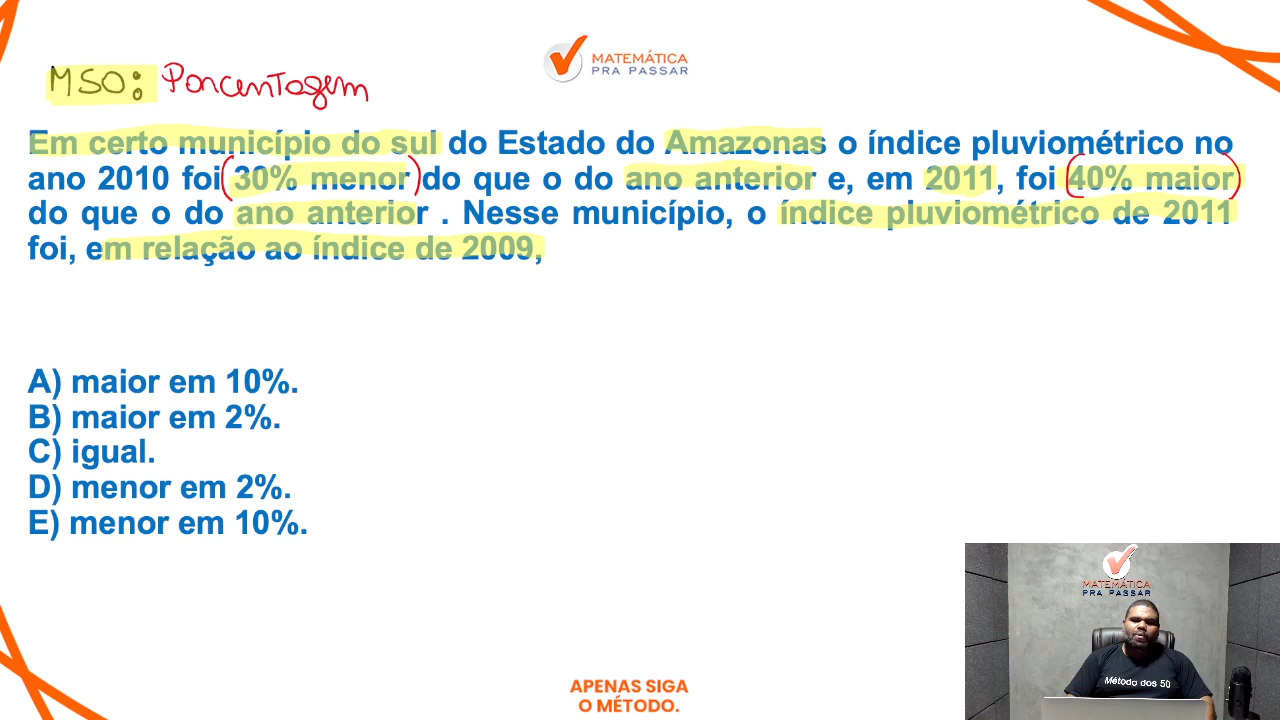 MATEMÁTICA
PRA PASSAR
MSO: Porcentagem
Em certo município do sul do Estado do Amazonas o índice pluviométrico no
ano 2010 foi (30% menor) do que o do ano anterior e, em 2011, foi (40% maior)
do que o do ano anterior . Nesse município, o índice pluviométrico de 2011
foi, em relação ao índice de 2009,
A) maior em 10%.
B) maior em 2%.
C) igual.
D) menor em 2%.
E) menor em 10%.
MATEMÁTICA
PRA PASSAR
Método dos 50
APENAS SIGA
O MÉTODO.